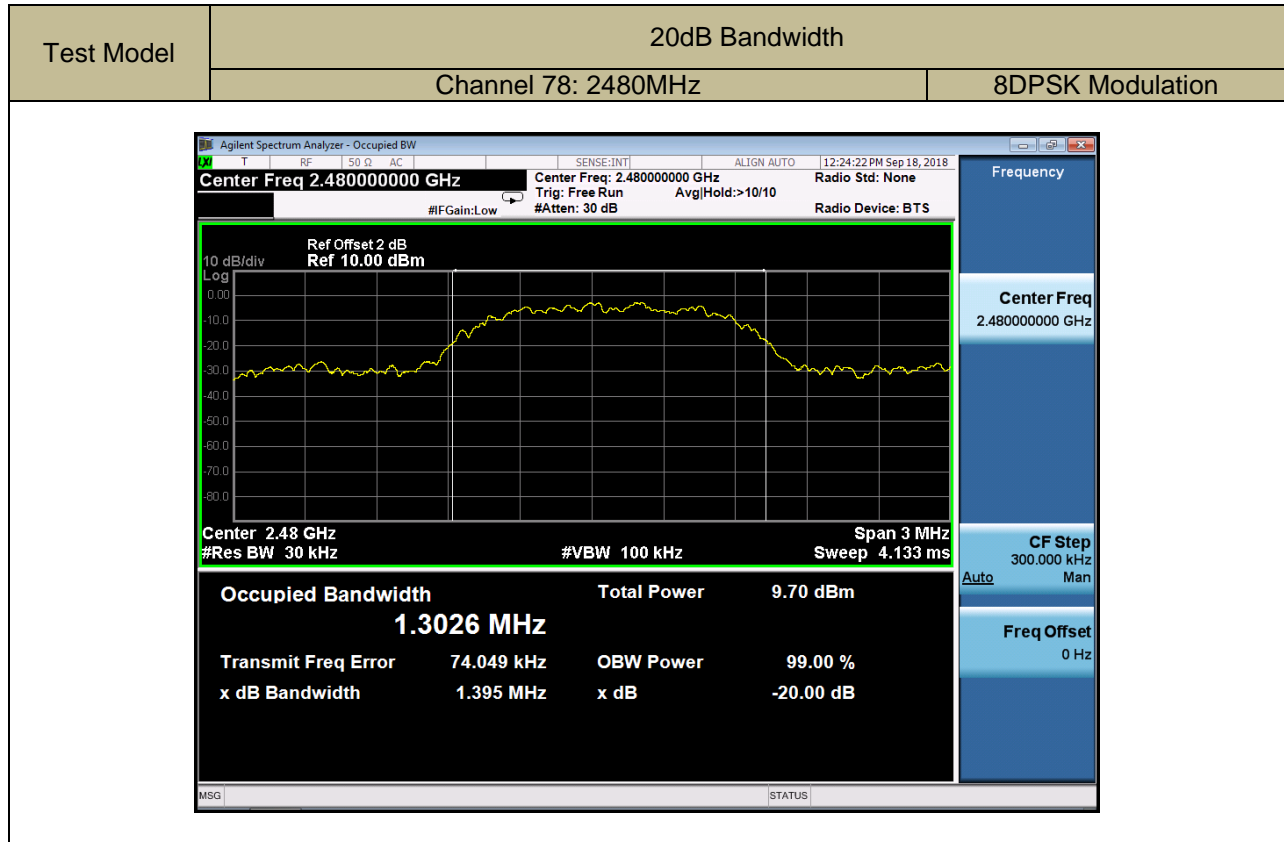 Test Model
20dB Bandwidth
Channel 78: 2480MHz
8DPSK Modulation
Agilent Spectrum Analyzer - Occupied BW
LXI T RF 50 Ω AC SENSE:INT ALIGN AUTO 12:24:22 PM Sep 18, 2018
Center Freq 2.480000000 GHz
Center Freq: 2.480000000 GHz
Radio Std: None
Trig: Free Run Avg|Hold:>10/10
#IFGain:Low
#Atten: 30 dB
Radio Device: BTS
Frequency
Ref Offset 2 dB
10 dB/div Ref 10.00 dBm
Log
0.00
-10.0
-20.0
-30.0
-40.0
-50.0
-60.0
-70.0
-80.0
Center 2.48 GHz Span 3 MHz
#Res BW 30 kHz #VBW 100 kHz Sweep 4.133 ms
Center Freq
2.480000000 GHz
CF Step
300.000 kHz
Auto Man
Freq Offset
0 Hz
Occupied Bandwidth Total Power 9.70 dBm
1.3026 MHz
Transmit Freq Error 74.049 kHz OBW Power 99.00 %
x dB Bandwidth 1.395 MHz x dB -20.00 dB
MSG STATUS